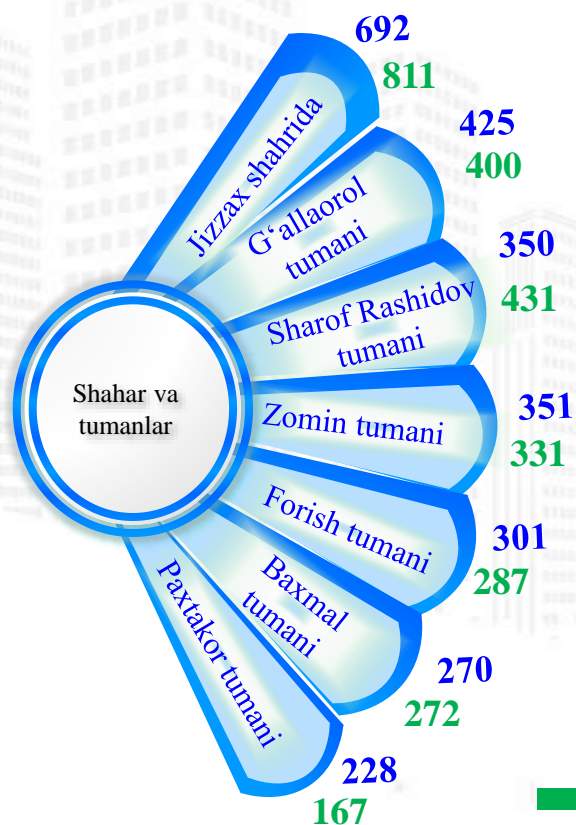 692
811
Jizzax shahrida
425
400
G‘allaorol
tumani
350
431
Sharof Rashidov
tumani
Shahar va
tumanlar
351
331
Zomin tumani
301
287
Forish tumani
270
272
Baxmal
tumani
228
167
Paxtakor tumani